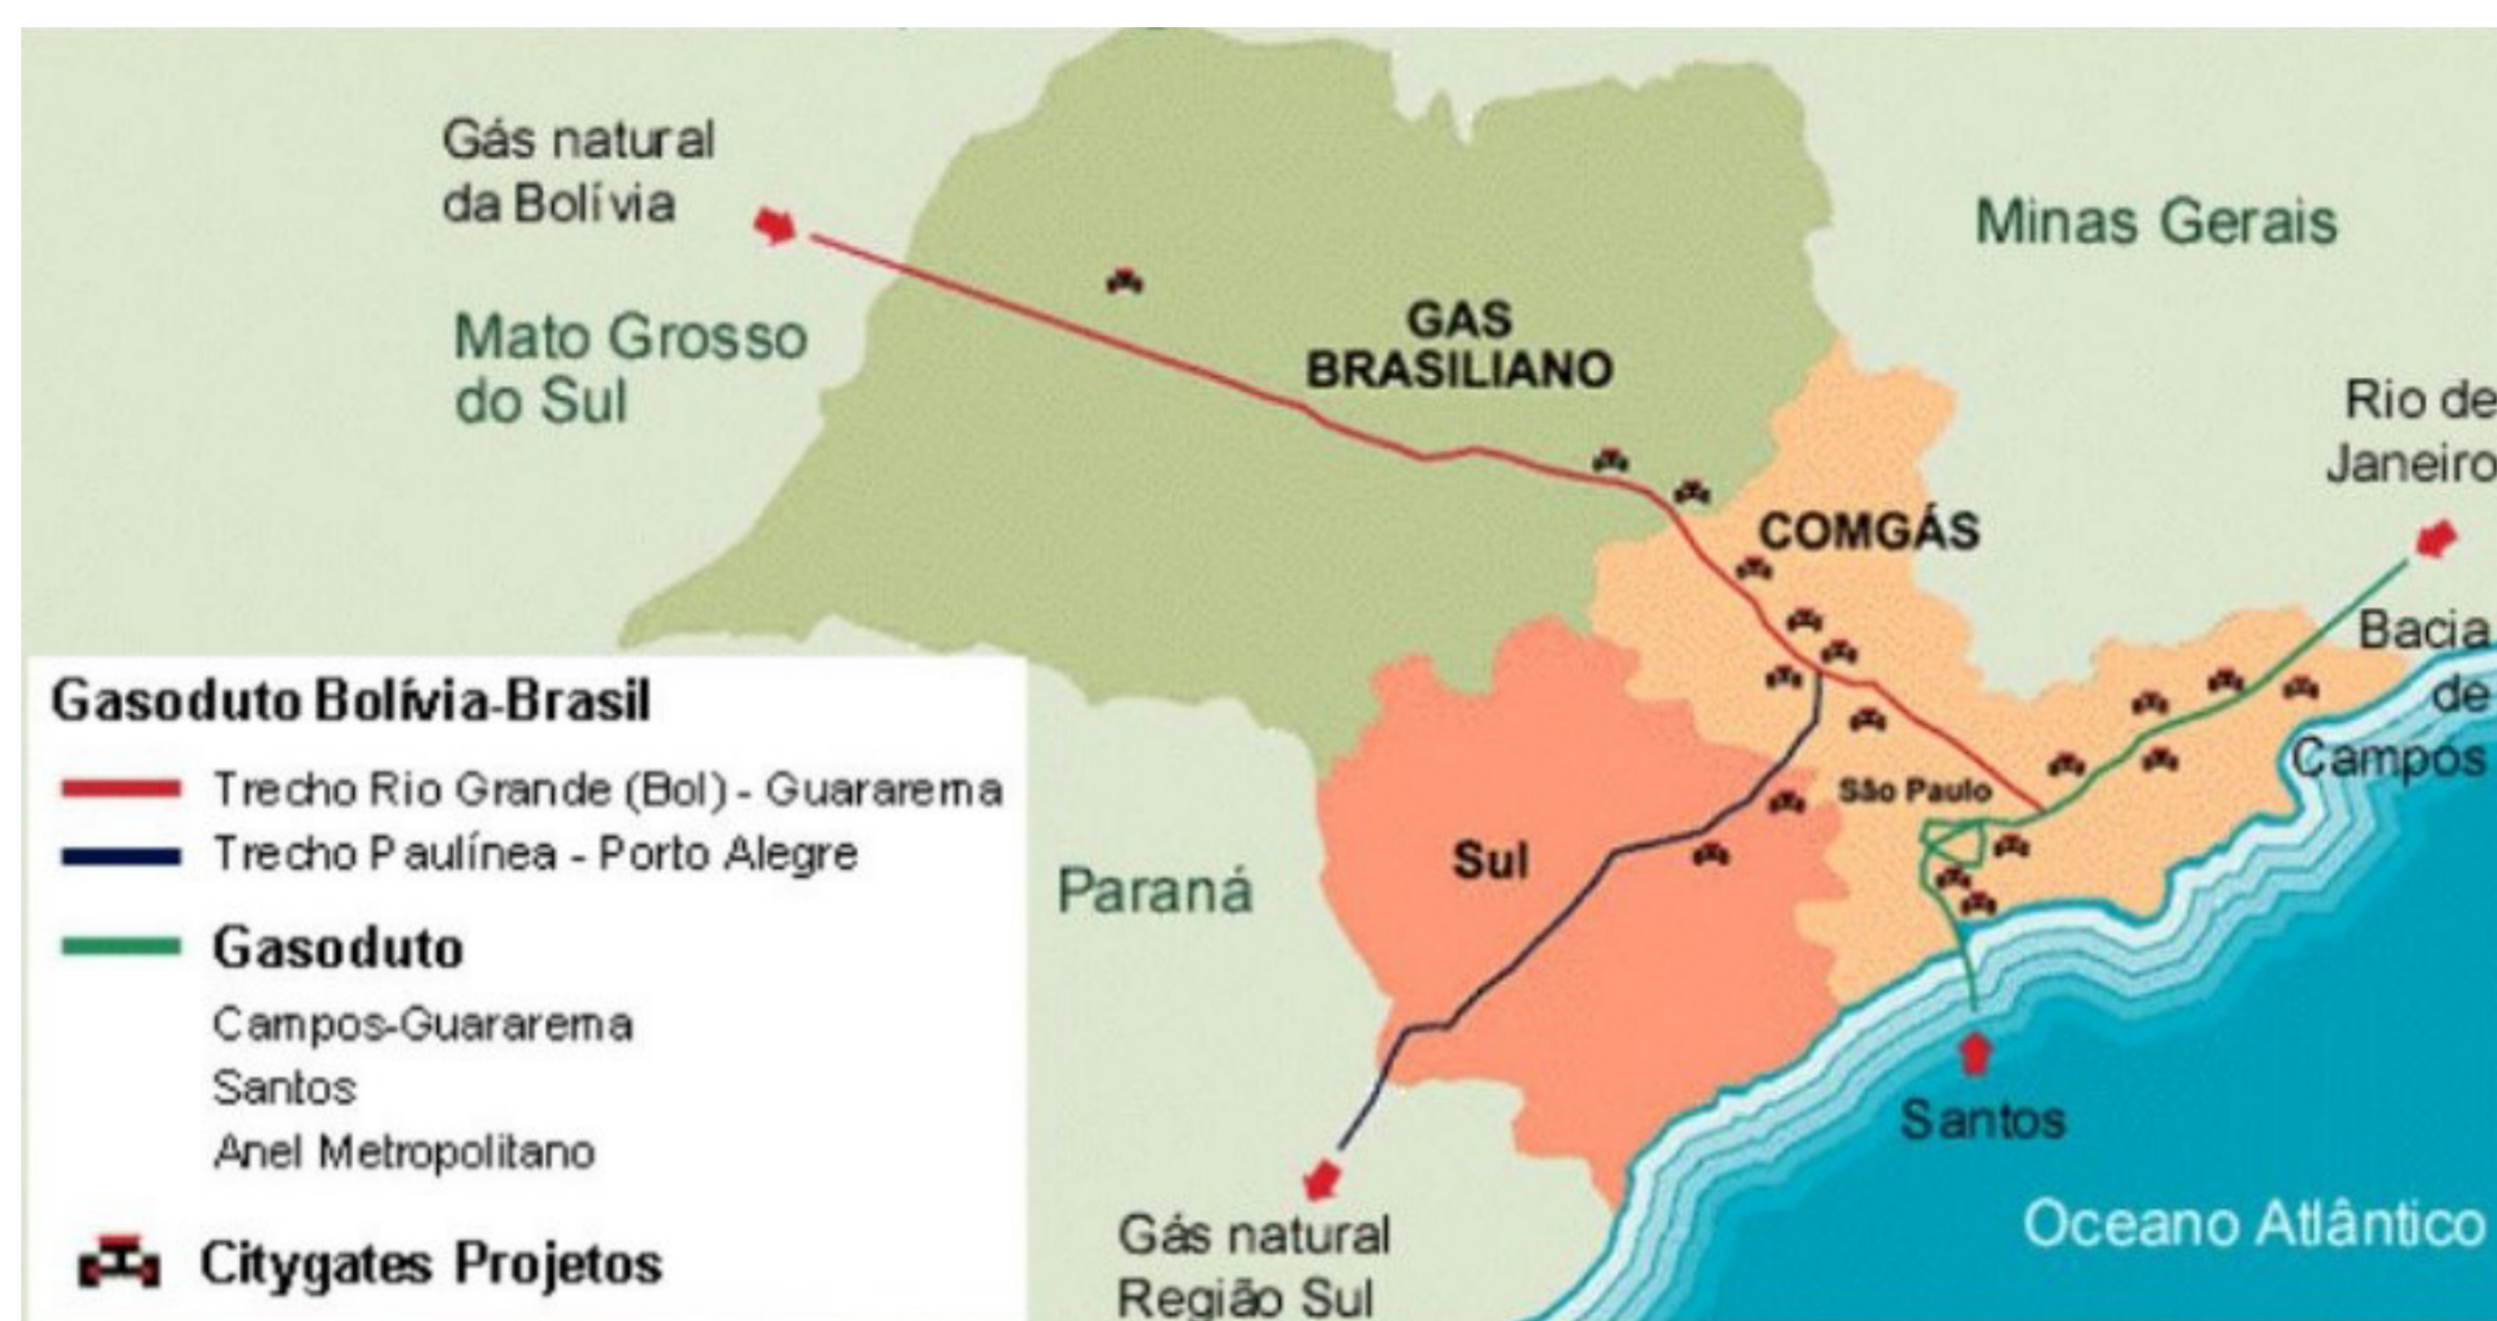 Gás natural
da Bolívia
Mato Grosso
do Sul
GAS
BRASILIANO
Minas Gerais
Rio de
Janeiro
COMGÁS
Bacia
de
Campos
São Paulo
Sul
Paraná
Santos
Oceano Atlântico
Gás natural
Região Sul
Gasoduto Bolívia-Brasil
Trecho Rio Grande (Bol) - Guararema
Trecho Paulínea - Porto Alegre
Gasoduto
Campos-Guararema
Santos
Anel Metropolitano
Citygates Projetos